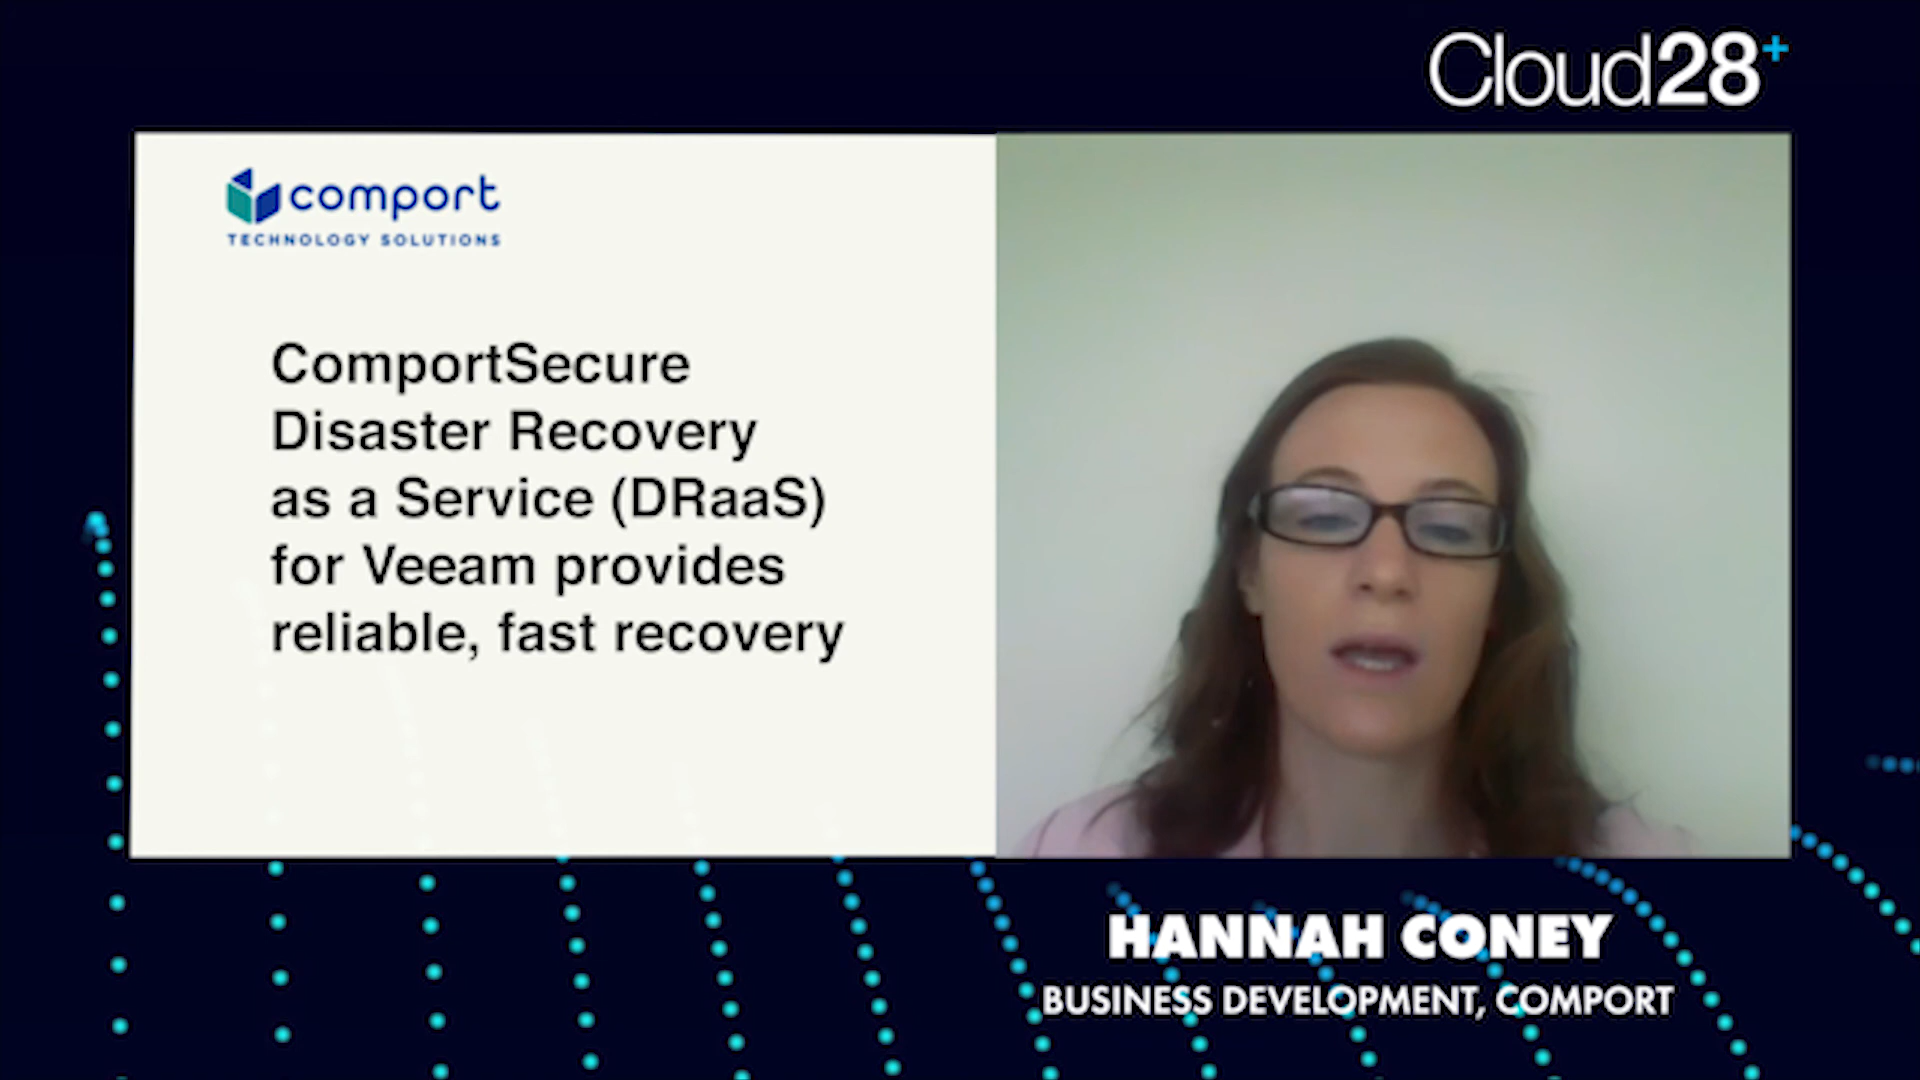 Cloud28+
comport
TECHNOLOGY SOLUTIONS
ComportSecure
Disaster Recovery
as a Service (DRaaS)
for Veeam provides
reliable, fast recovery
HANNAH CONEY
BUSINESS DEVELOPMENT, COMPORT